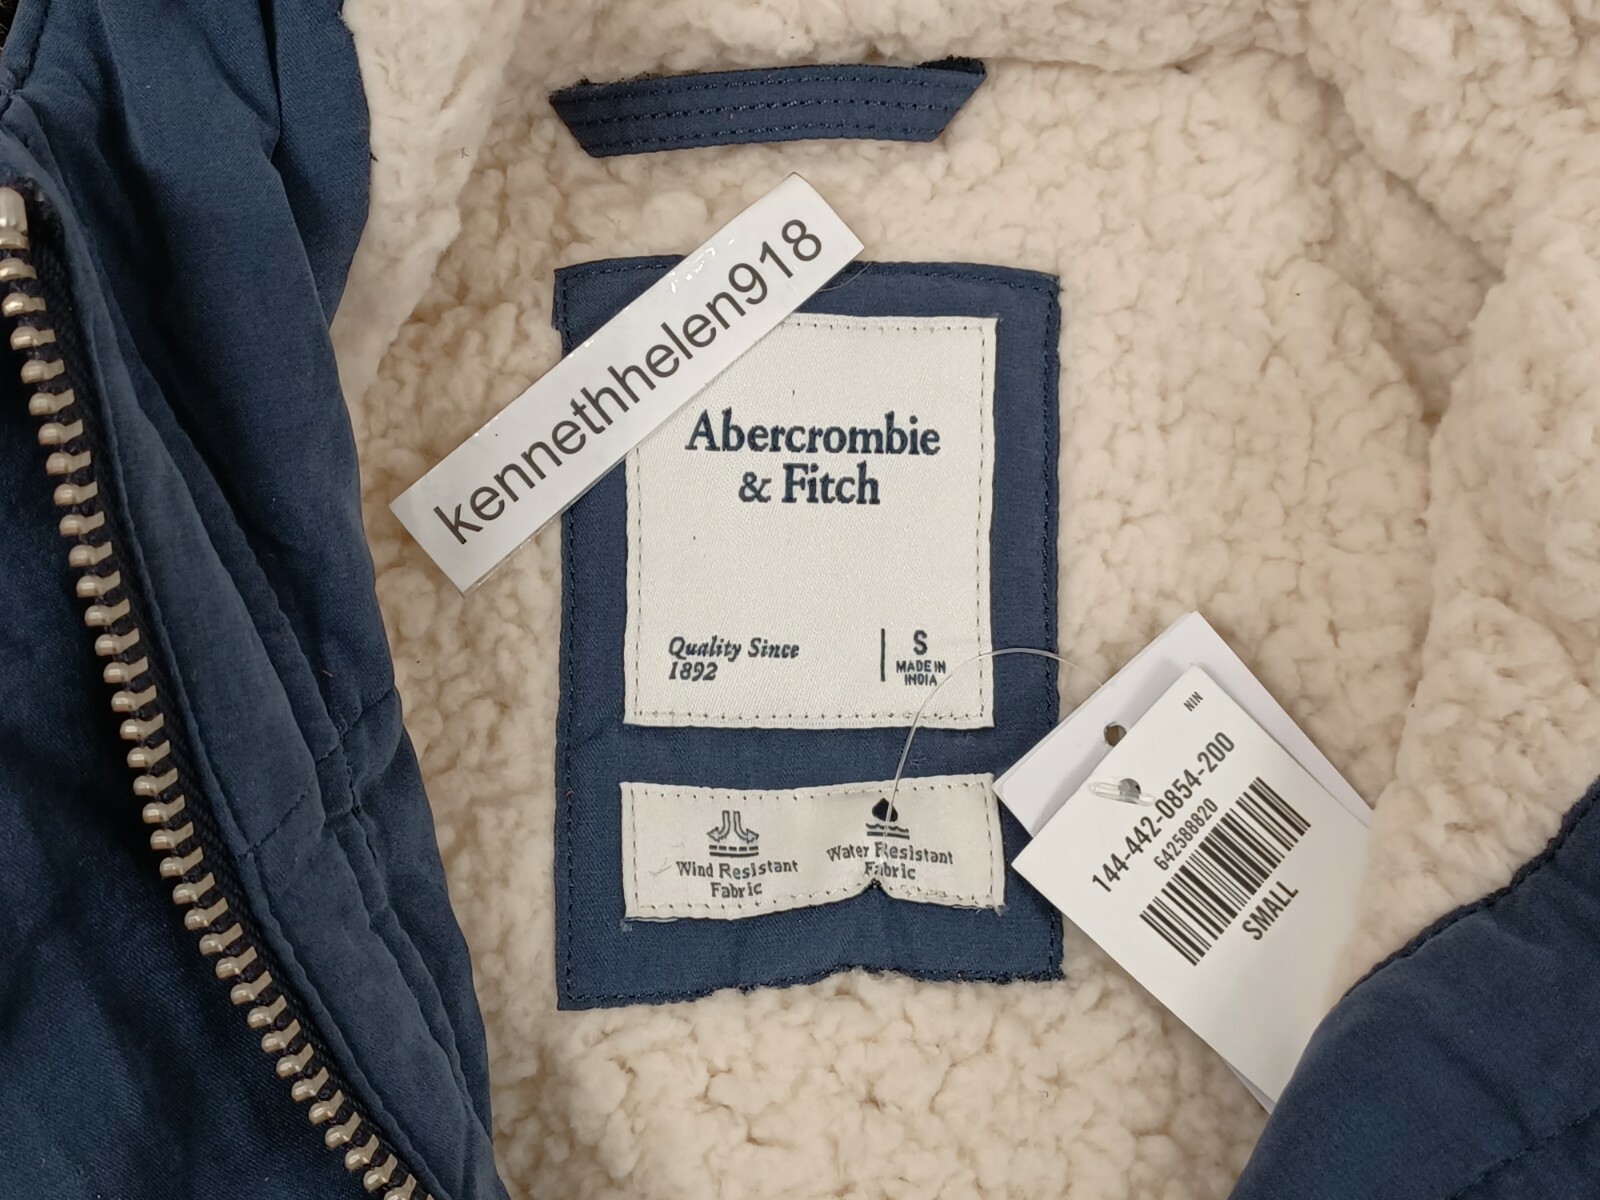 kennethhelen918
Abercrombie
& Fitch
Quality Since
1892
S
MADE IN
INDIA
Wind Resistant
Fabric
Water Resistant
Fabric
NIN
144-442-0854-200
642588820
SMALL